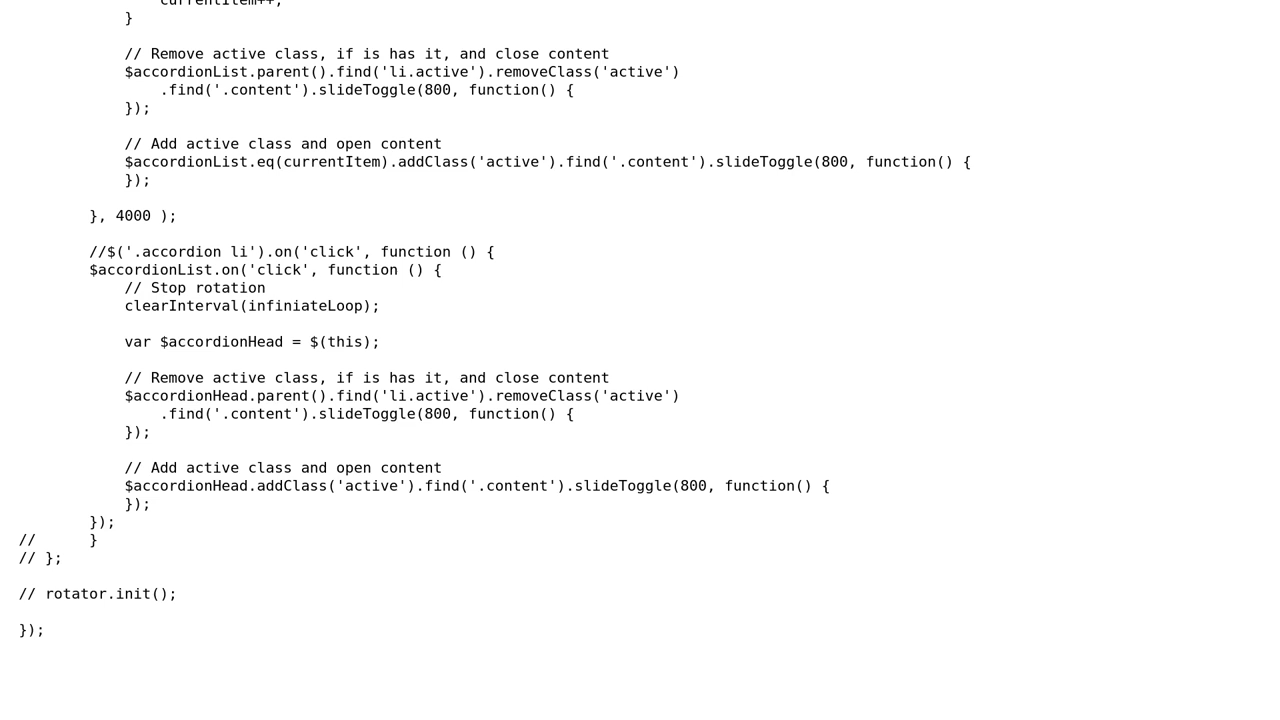 currentItem++;
            }

            // Remove active class, if is has it, and close content
            $accordionList.parent().find('li.active').removeClass('active')
                .find('.content').slideToggle(800, function() {
            });

            // Add active class and open content
            $accordionList.eq(currentItem).addClass('active').find('.content').slideToggle(800, function() {
            });

        }, 4000 );

        //$('.accordion li').on('click', function () {
        $accordionList.on('click', function () {
            // Stop rotation
            clearInterval(infiniateLoop);

            var $accordionHead = $(this);

            // Remove active class, if is has it, and close content
            $accordionHead.parent().find('li.active').removeClass('active')
                .find('.content').slideToggle(800, function() {
            });

            // Add active class and open content
            $accordionHead.addClass('active').find('.content').slideToggle(800, function() {
            });
        });
//      }
// };

// rotator.init();

});